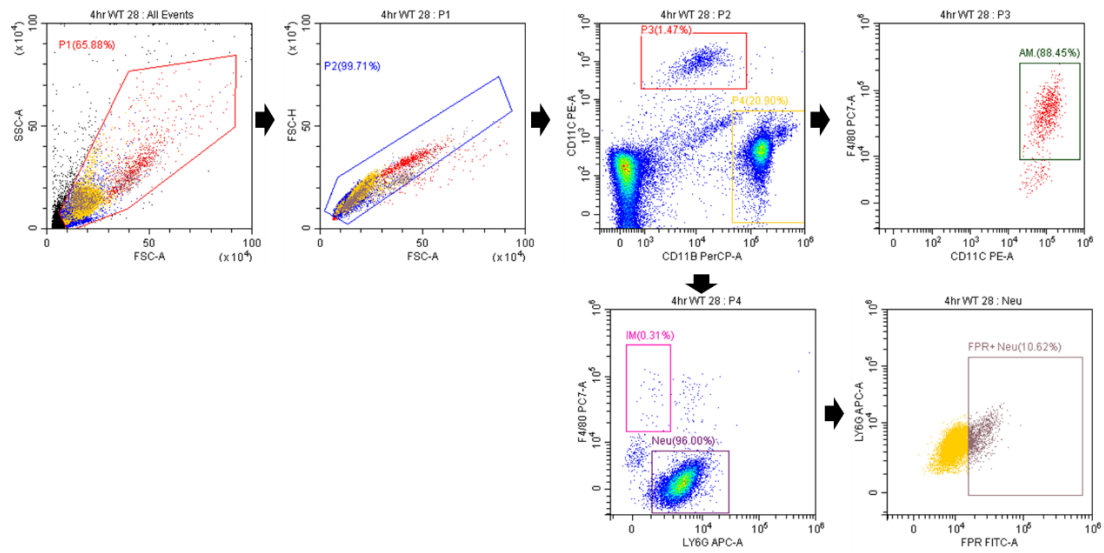 4hr WT 28 : All Events
(x 10⁴)
100
50
0
SSC-A
P1(65.88%)
0
50
100
FSC-A
(x 10⁴)
4hr WT 28 : P1
(x 10⁴)
100
50
0
FSC-H
P2(99.71%)
0
50
100
FSC-A
(x 10⁴)
4hr WT 28 : P2
10⁶
10⁵
10⁴
10³
10²
0
CD11C PE-A
P3(1.47%)
P4(20.90%)
0
10³
10⁴
10⁵
10⁶
CD11B PerCP-A
4hr WT 28 : P3
10⁶
10⁵
10⁴
0
F4/80 PC7-A
AM.(88.45%)
0
10²
10³
10⁴
10⁵
10⁶
CD11C PE-A
4hr WT 28 : P4
10⁶
10⁵
10⁴
0
F4/80 PC7-A
IM(0.31%)
Neu(96.00%)
0
10⁴
10⁵
10⁶
LY6G APC-A
4hr WT 28 : Neu
10⁶
10⁵
10⁴
0
LY6G APC-A
FPR+ Neu(10.62%)
0
10⁴
10⁵
10⁶
FPR FITC-A